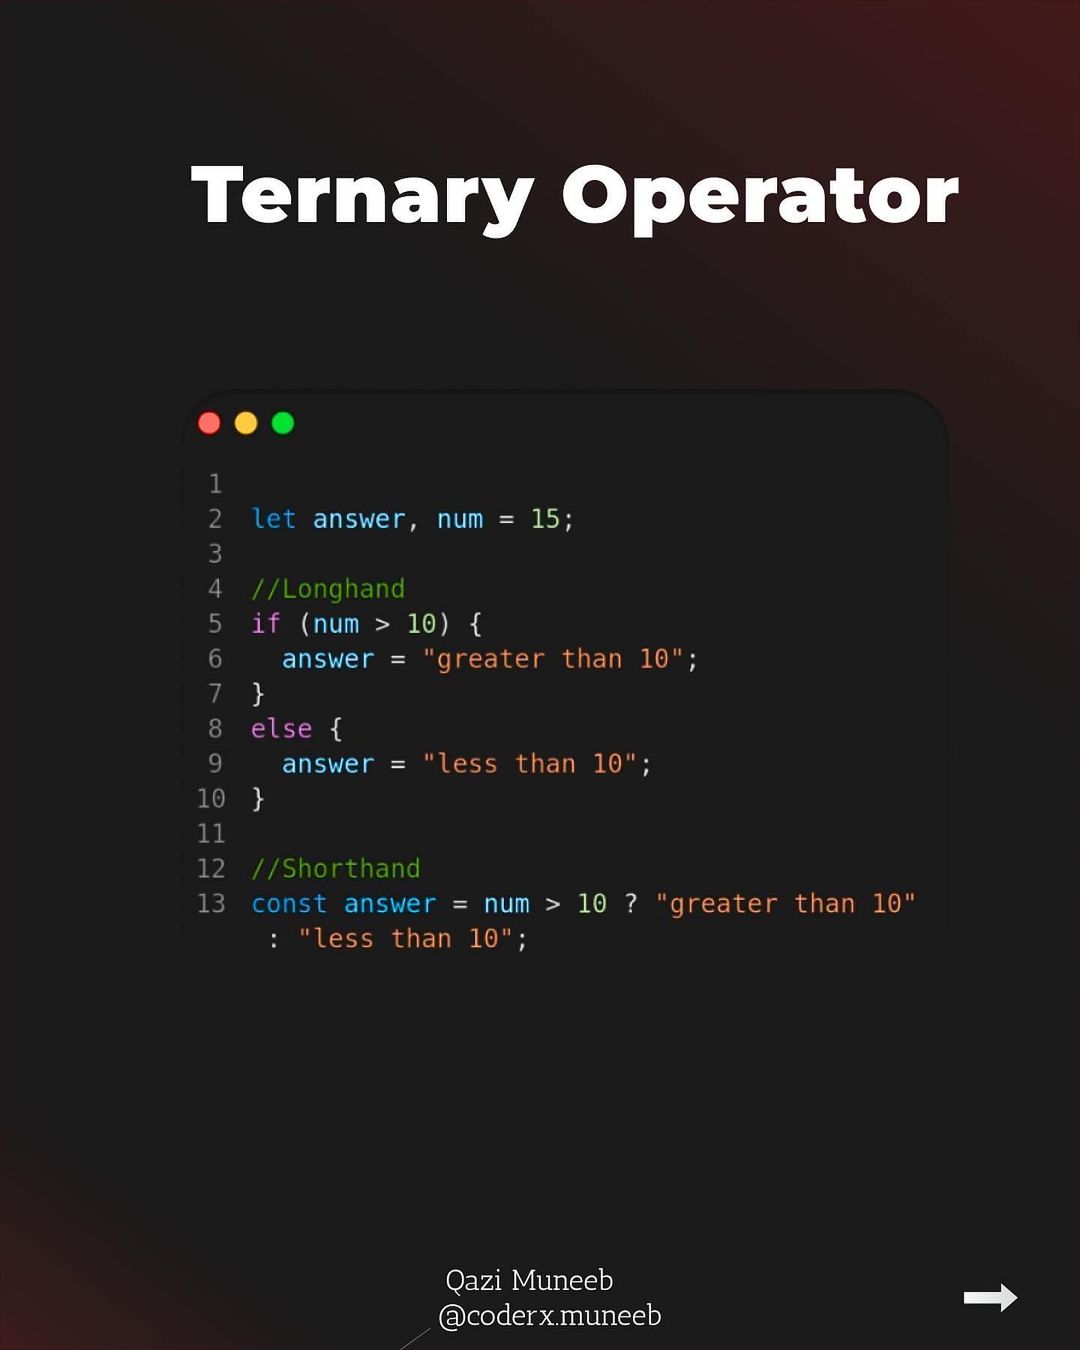 Ternary Operator
1
2 let answer, num = 15;
3
4 //Longhand
5 if (num > 10) {
6   answer = "greater than 10";
7 }
8 else {
9   answer = "less than 10";
10 }
11
12 //Shorthand
13 const answer = num > 10 ? "greater than 10"
 : "less than 10";
Qazi Muneeb
@coderx.muneeb